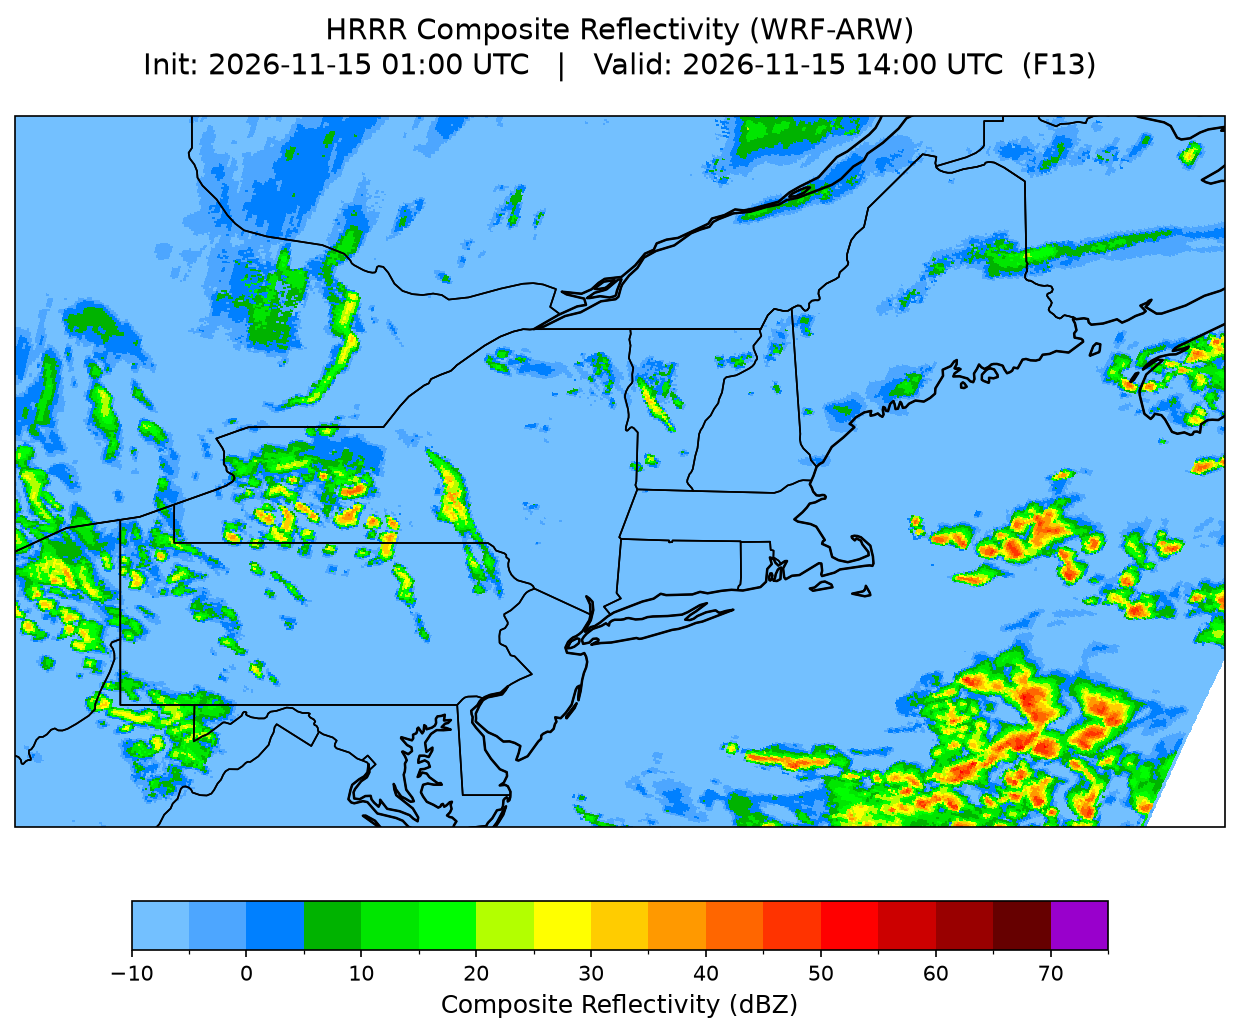 HRRR Composite Reflectivity (WRF-ARW)
Init: 2026-11-15 01:00 UTC | Valid: 2026-11-15 14:00 UTC (F13)
−10 0 10 20 30 40 50 60 70
Composite Reflectivity (dBZ)